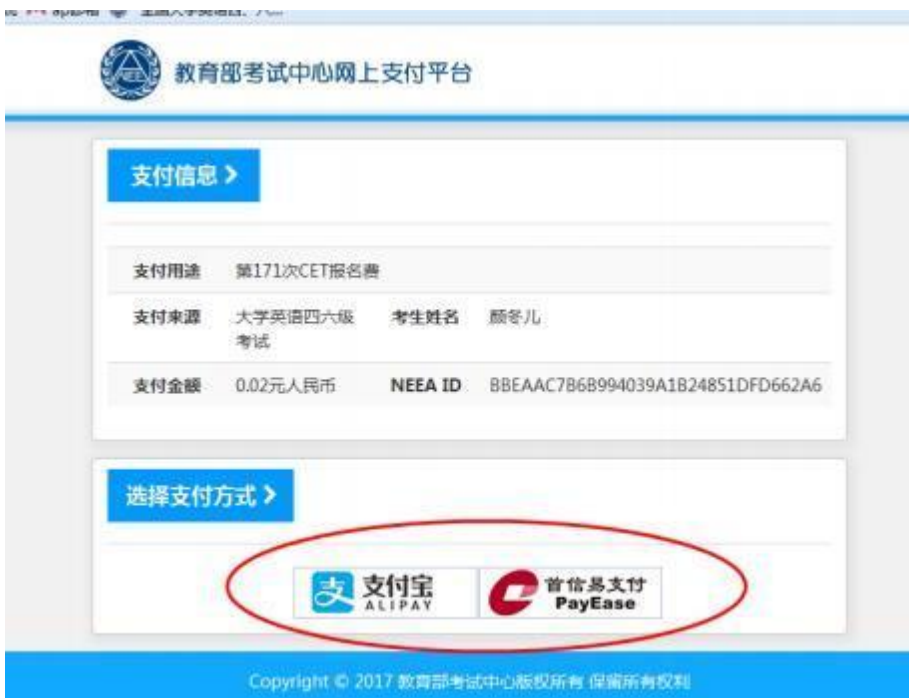 NEEA
教育部考试中心网上支付平台
支付信息
支付用途 第171次CET报名费
支付来源 大学英语四六级 考生姓名 颜冬儿
考试
支付金额 0.02元人民币 NEEA ID BBEAAC7B6B994039A1B24851DFD662A6
选择支付方式
支 支付宝 首信易支付
ALIPAY PayEase
Copyright © 2017 教育部考试中心版权所有 保留所有权利